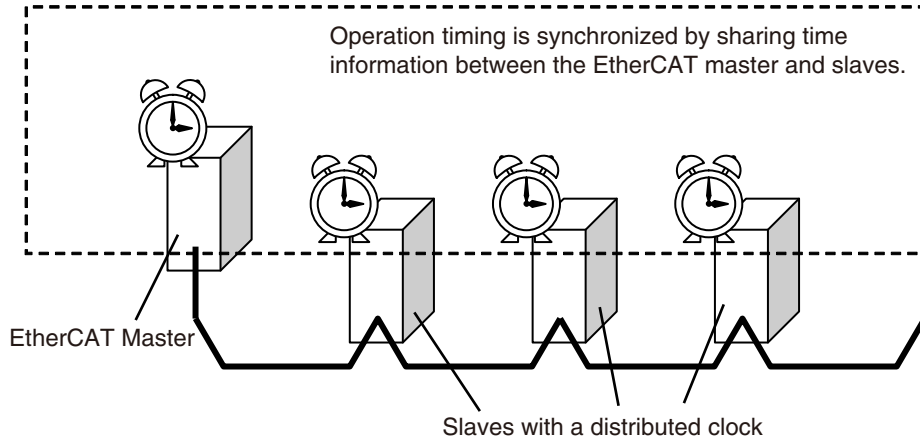 Operation timing is synchronized by sharing time
information between the EtherCAT master and slaves.
EtherCAT Master
Slaves with a distributed clock